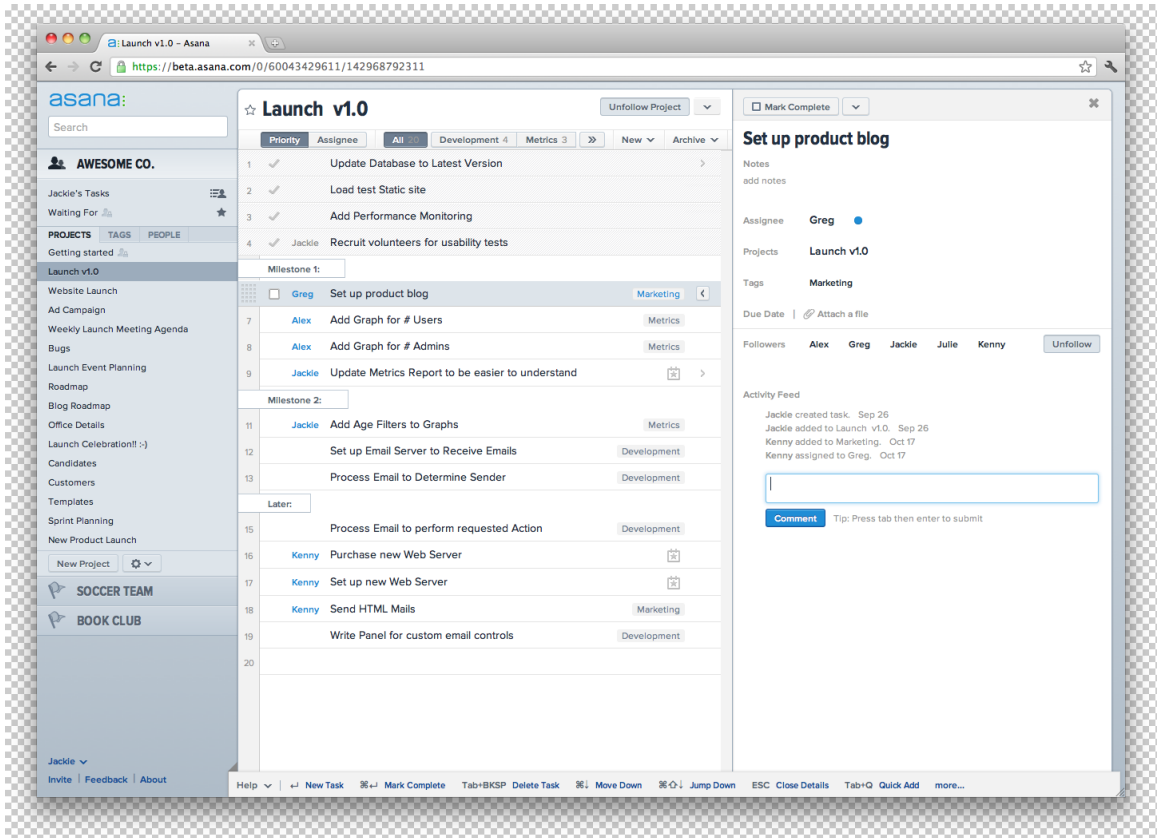 a: Launch v1.0 - Asana
https://beta.asana.com/0/60043429611/142968792311
asana:
Search
AWESOME CO.
Jackie's Tasks
Waiting For
PROJECTS TAGS PEOPLE
Getting started
Launch v1.0
Website Launch
Ad Campaign
Weekly Launch Meeting Agenda
Bugs
Launch Event Planning
Roadmap
Blog Roadmap
Office Details
Launch Celebration!! :-)
Candidates
Customers
Templates
Sprint Planning
New Product Launch
New Project
SOCCER TEAM
BOOK CLUB
Jackie
Invite | Feedback | About
Launch v1.0
Unfollow Project
Priority Assignee All 20 Development 4 Metrics 3 » New Archive
1 Update Database to Latest Version
2 Load test Static site
3 Add Performance Monitoring
4 Jackie Recruit volunteers for usability tests
Milestone 1:
Greg Set up product blog Marketing
7 Alex Add Graph for # Users Metrics
8 Alex Add Graph for # Admins Metrics
9 Jackie Update Metrics Report to be easier to understand
Milestone 2:
11 Jackie Add Age Filters to Graphs Metrics
12 Set up Email Server to Receive Emails Development
13 Process Email to Determine Sender Development
Later:
15 Process Email to perform requested Action Development
16 Kenny Purchase new Web Server
17 Kenny Set up new Web Server
18 Kenny Send HTML Mails Marketing
19 Write Panel for custom email controls Development
20
Mark Complete
Set up product blog
Notes
add notes
Assignee Greg
Projects Launch v1.0
Tags Marketing
Due Date | Attach a file
Followers Alex Greg Jackie Julie Kenny Unfollow
Activity Feed
Jackie created task. Sep 26
Jackie added to Launch v1.0. Sep 26
Kenny added to Marketing. Oct 17
Kenny assigned to Greg. Oct 17
Comment Tip: Press tab then enter to submit
Help | ↵ New Task ⌘↵ Mark Complete Tab+BKSP Delete Task ⌘↓ Move Down ⌘⇧↓ Jump Down ESC Close Details Tab+Q Quick Add more...